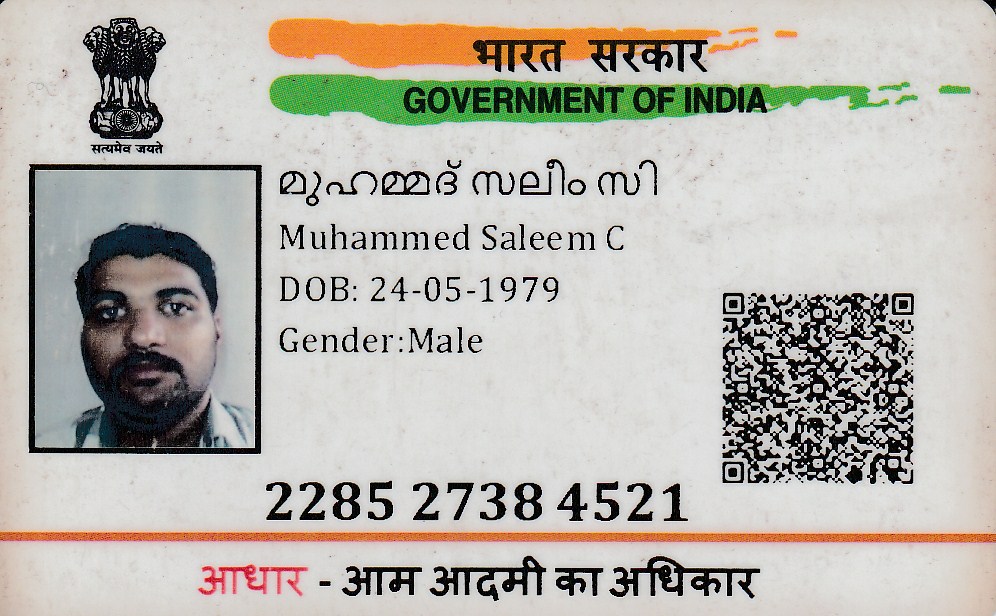 भारत सरकार
GOVERNMENT OF INDIA
सत्यमेव जयते
മുഹമ്മദ് സലീം സി
Muhammed Saleem C
DOB: 24-05-1979
Gender:Male
2285 2738 4521
आधार - आम आदमी का अधिकार